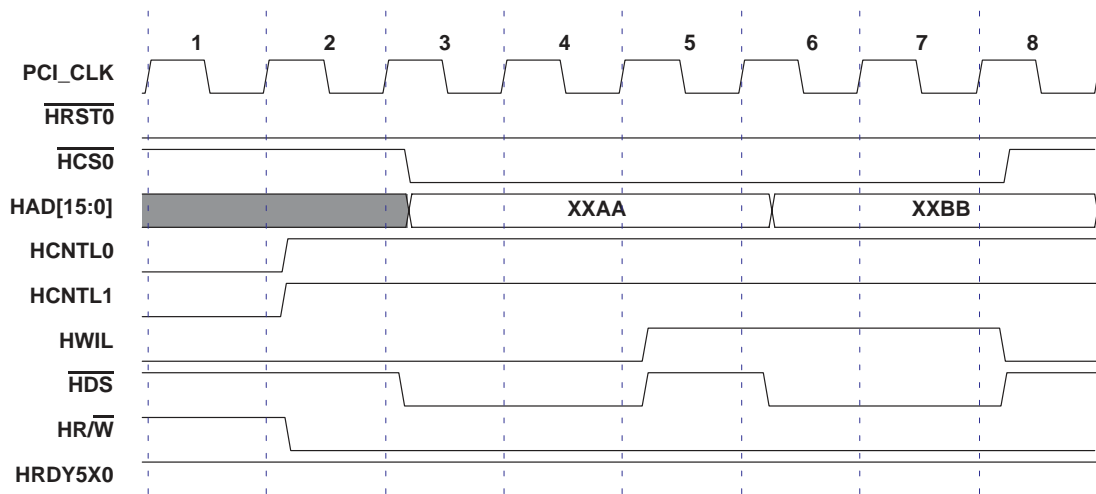 1 2 3 4 5 6 7 8
PCI_CLK
HRST0
HCS0
HAD[15:0] XXAA XXBB
HCNTL0
HCNTL1
HWIL
HDS
HR/W
HRDY5X0